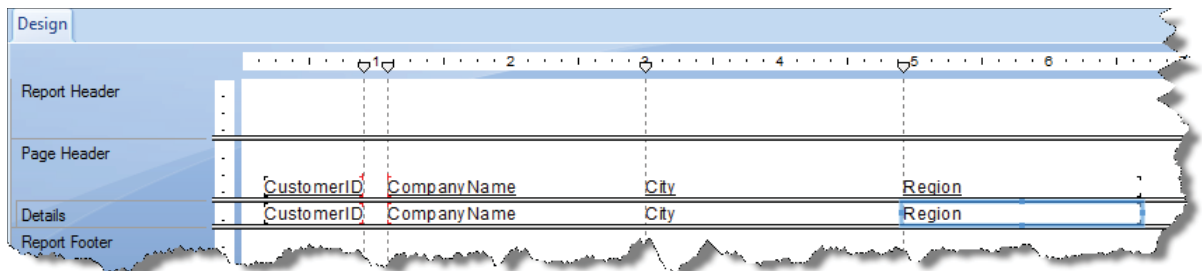 Design
1 2 3 4 5 6
Report Header
Page Header
CustomerID CompanyName City Region
Details CustomerID CompanyName City Region
Report Footer